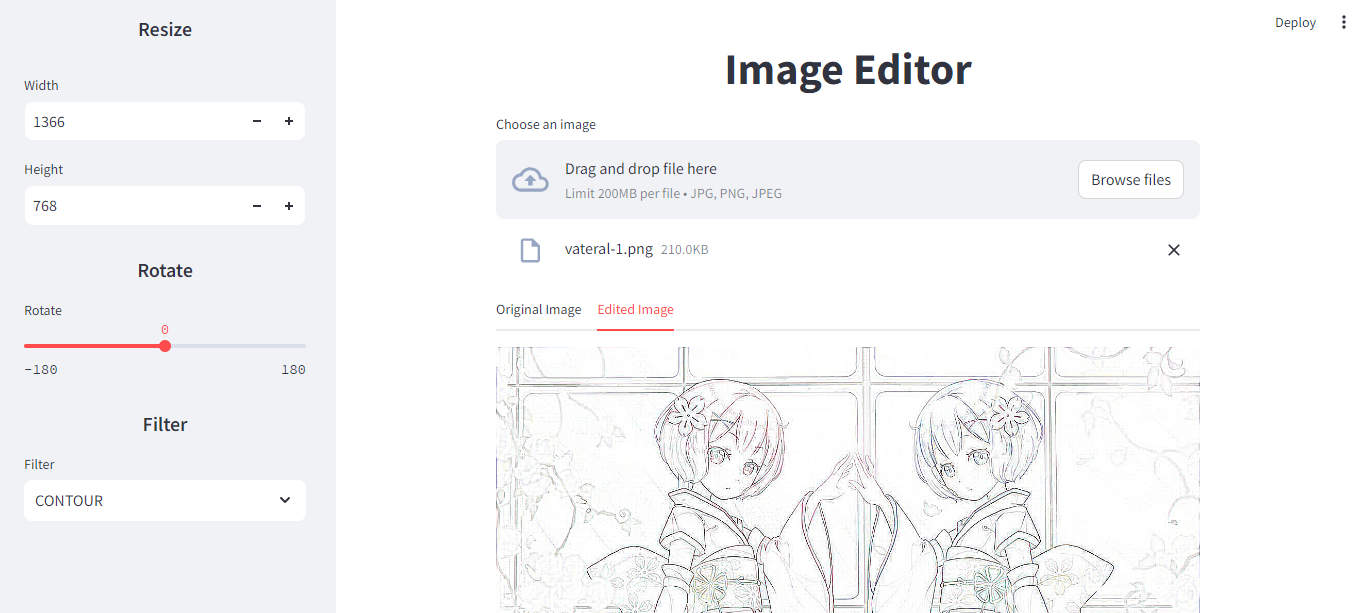 Resize
Width
1366
Height
768
Rotate
Rotate
0
-180 180
Filter
Filter
CONTOUR
Deploy
Image Editor
Choose an image
Drag and drop file here
Limit 200MB per file • JPG, PNG, JPEG
Browse files
vateral-1.png 210.0KB
Original Image Edited Image